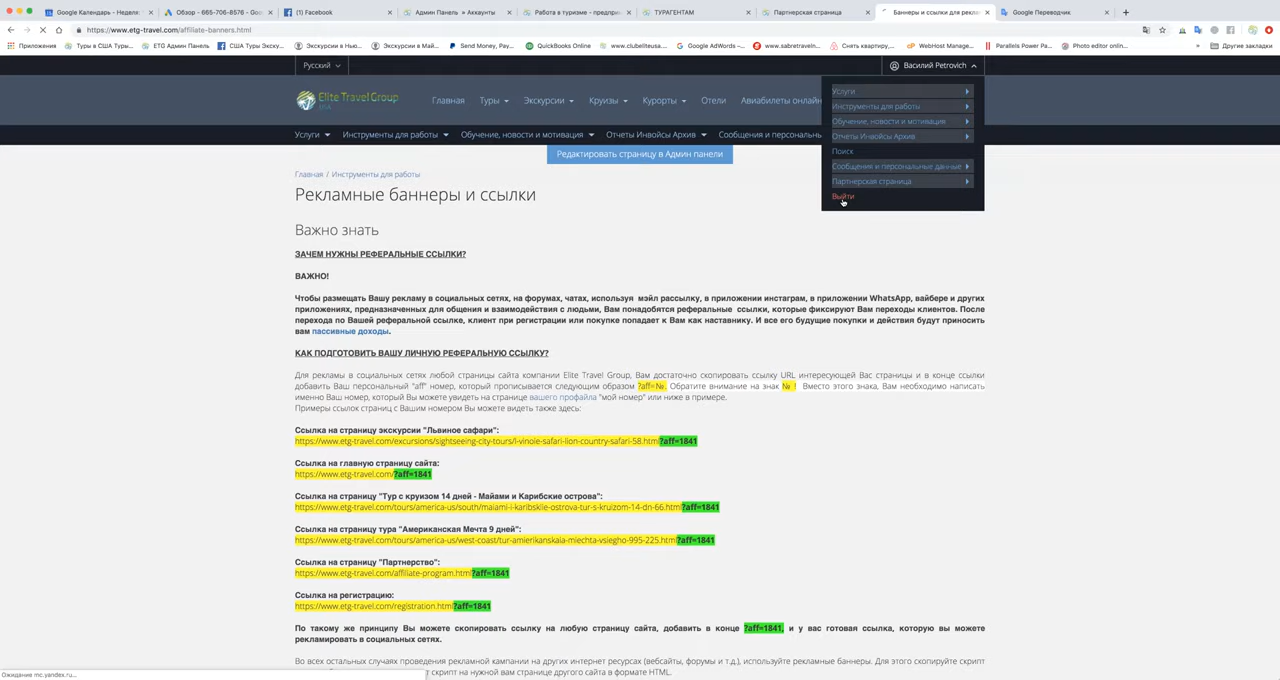 Google Календарь - Неделя
Обзор - 665-706-8576 - Goo
(1) Facebook
Админ Панель » Аккаунты
Работа в туризме - предпри
ТУРАГЕНТАМ
Партнерская страница
Баннеры и ссылки для рекла
Google Переводчик
https://www.etg-travel.com/affiliate-banners.html
Приложения
Туры в США Туры...
ETG Админ Панель
США Туры Экску...
Экскурсии в Нью...
Экскурсии в Май...
Send Money, Pay...
QuickBooks Online
www.clubeliteusa....
Google AdWords –...
www.sabretraveln...
Снять квартиру,...
WebHost Manage...
Parallels Power Pa...
Photo editor onlin...
»
Другие закладки
Русский
Василий Petrovich
Elite Travel Group
USA
Главная
Туры
Экскурсии
Круизы
Курорты
Отели
Авиабилеты онлайн
Услуги
Инструменты для работы
Обучение, новости и мотивация
Отчеты Инвойсы Архив
Сообщения и персональн
Услуги
Инструменты для работы
Обучение, новости и мотивация
Отчеты Инвойсы Архив
Поиск
Сообщения и персональные данные
Партнерская страница
Выйти
Редактировать страницу в Админ панели
Главная / Инструменты для работы
Рекламные баннеры и ссылки
Важно знать
ЗАЧЕМ НУЖНЫ РЕФЕРАЛЬНЫЕ ССЫЛКИ?
ВАЖНО!
Чтобы размещать Вашу рекламу в социальных сетях, на форумах, чатах, используя мэйл рассылку, в приложении инстаграм, в приложении WhatsApp, вайбере и других
приложениях, предназначенных для общения и взаимодействия с людьми, Вам понадобятся реферальные ссылки, которые фиксируют Вам переходы клиентов. После
перехода по Вашей реферальной ссылке, клиент при регистрации или покупке попадает к Вам как наставнику. И все его будущие покупки и действия будут приносить
вам пассивные доходы.
КАК ПОДГОТОВИТЬ ВАШУ ЛИЧНУЮ РЕФЕРАЛЬНУЮ ССЫЛКУ?
Для рекламы в социальных сетях любой страницы сайта компании Elite Travel Group, Вам достаточно скопировать ссылку URL интересующей Вас страницы и в конце ссылки
добавить Ваш персональный "aff" номер, который прописывается следующим образом ?aff=№. Обратите внимание на знак № ! Вместо этого знака, Вам необходимо написать
именно Ваш номер, который Вы можете увидеть на странице вашего профайла "мой номер" или ниже в примере.
Примеры ссылок страниц с Вашим номером Вы можете видеть также здесь:
Ссылка на страницу экскурсии "Львиное сафари":
https://www.etg-travel.com/excursions/sightseeing-city-tours/l-vinoie-safari-lion-country-safari-58.html?aff=1841
Ссылка на главную страницу сайта:
https://www.etg-travel.com/?aff=1841
Ссылка на страницу "Тур с круизом 14 дней - Майами и Карибские острова":
https://www.etg-travel.com/tours/america-us/south/maiami-i-karibskiie-ostrova-tur-s-kruizom-14-dn-66.html?aff=1841
Ссылка на страницу тура "Американская Мечта 9 дней":
https://www.etg-travel.com/tours/america-us/west-coast/tur-amierikanskaia-miechta-vsiegho-995-225.html?aff=1841
Ссылка на страницу "Партнерство":
https://www.etg-travel.com/affiliate-program.html?aff=1841
Ссылка на регистрацию:
https://www.etg-travel.com/registration.html?aff=1841
По такому же принципу Вы можете скопировать ссылку на любую страницу сайта, добавить в конце ?aff=1841, и у вас готовая ссылка, которую вы можете
рекламировать в социальных сетях.
Во всех остальных случаях проведения рекламной кампании на других интернет ресурсах (вебсайты, форумы и т.д.), используйте рекламные баннеры. Для этого скопируйте скрипт
т скрипт на нужной вам странице другого сайта в формате HTML.
Ожидание mc.yandex.ru...